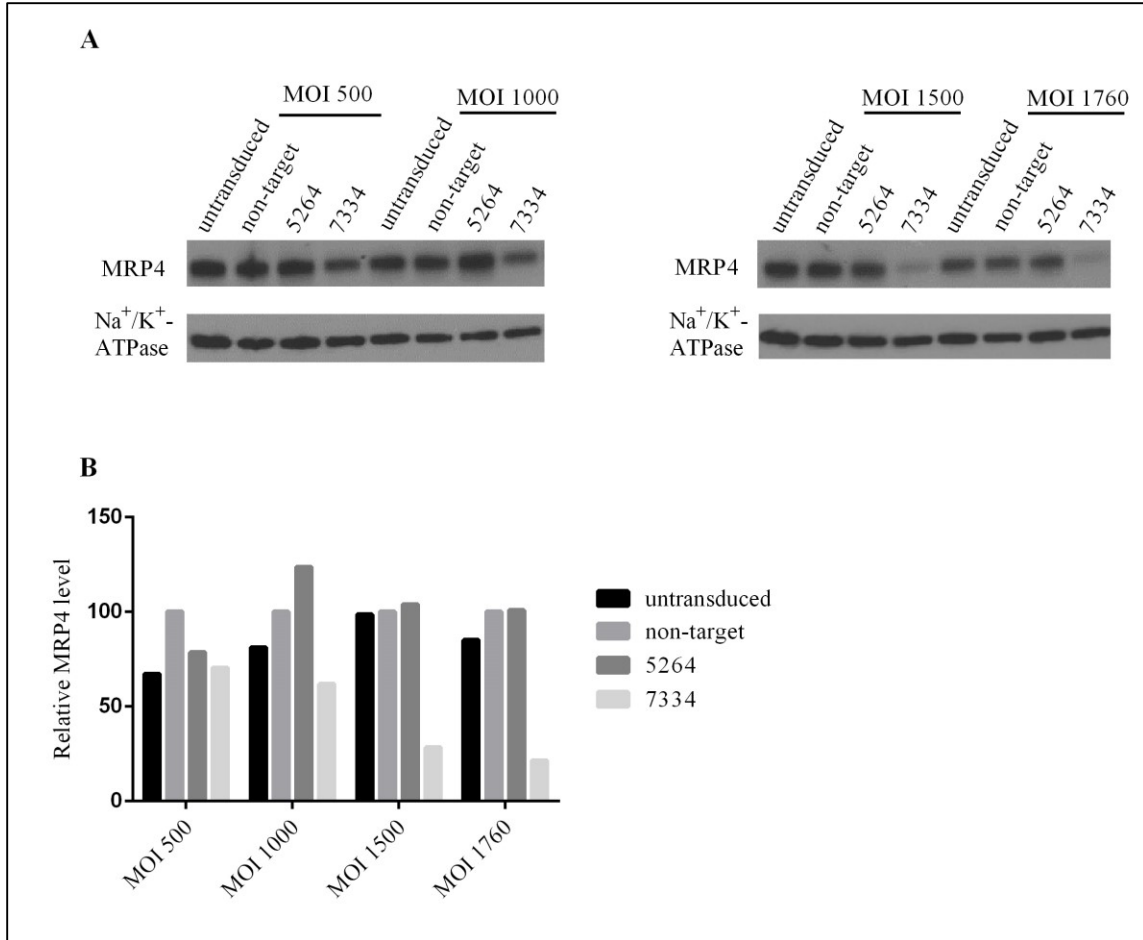 A
MOI 500
MOI 1000
untransduced
non-target
5264
7334
untransduced
non-target
5264
7334
MRP4
Na⁺/K⁺-
ATPase
MOI 1500
MOI 1760
untransduced
non-target
5264
7334
untransduced
non-target
5264
7334
MRP4
Na⁺/K⁺-
ATPase
B
Relative MRP4 level
150
100
50
0
MOI 500
MOI 1000
MOI 1500
MOI 1760
untransduced
non-target
5264
7334